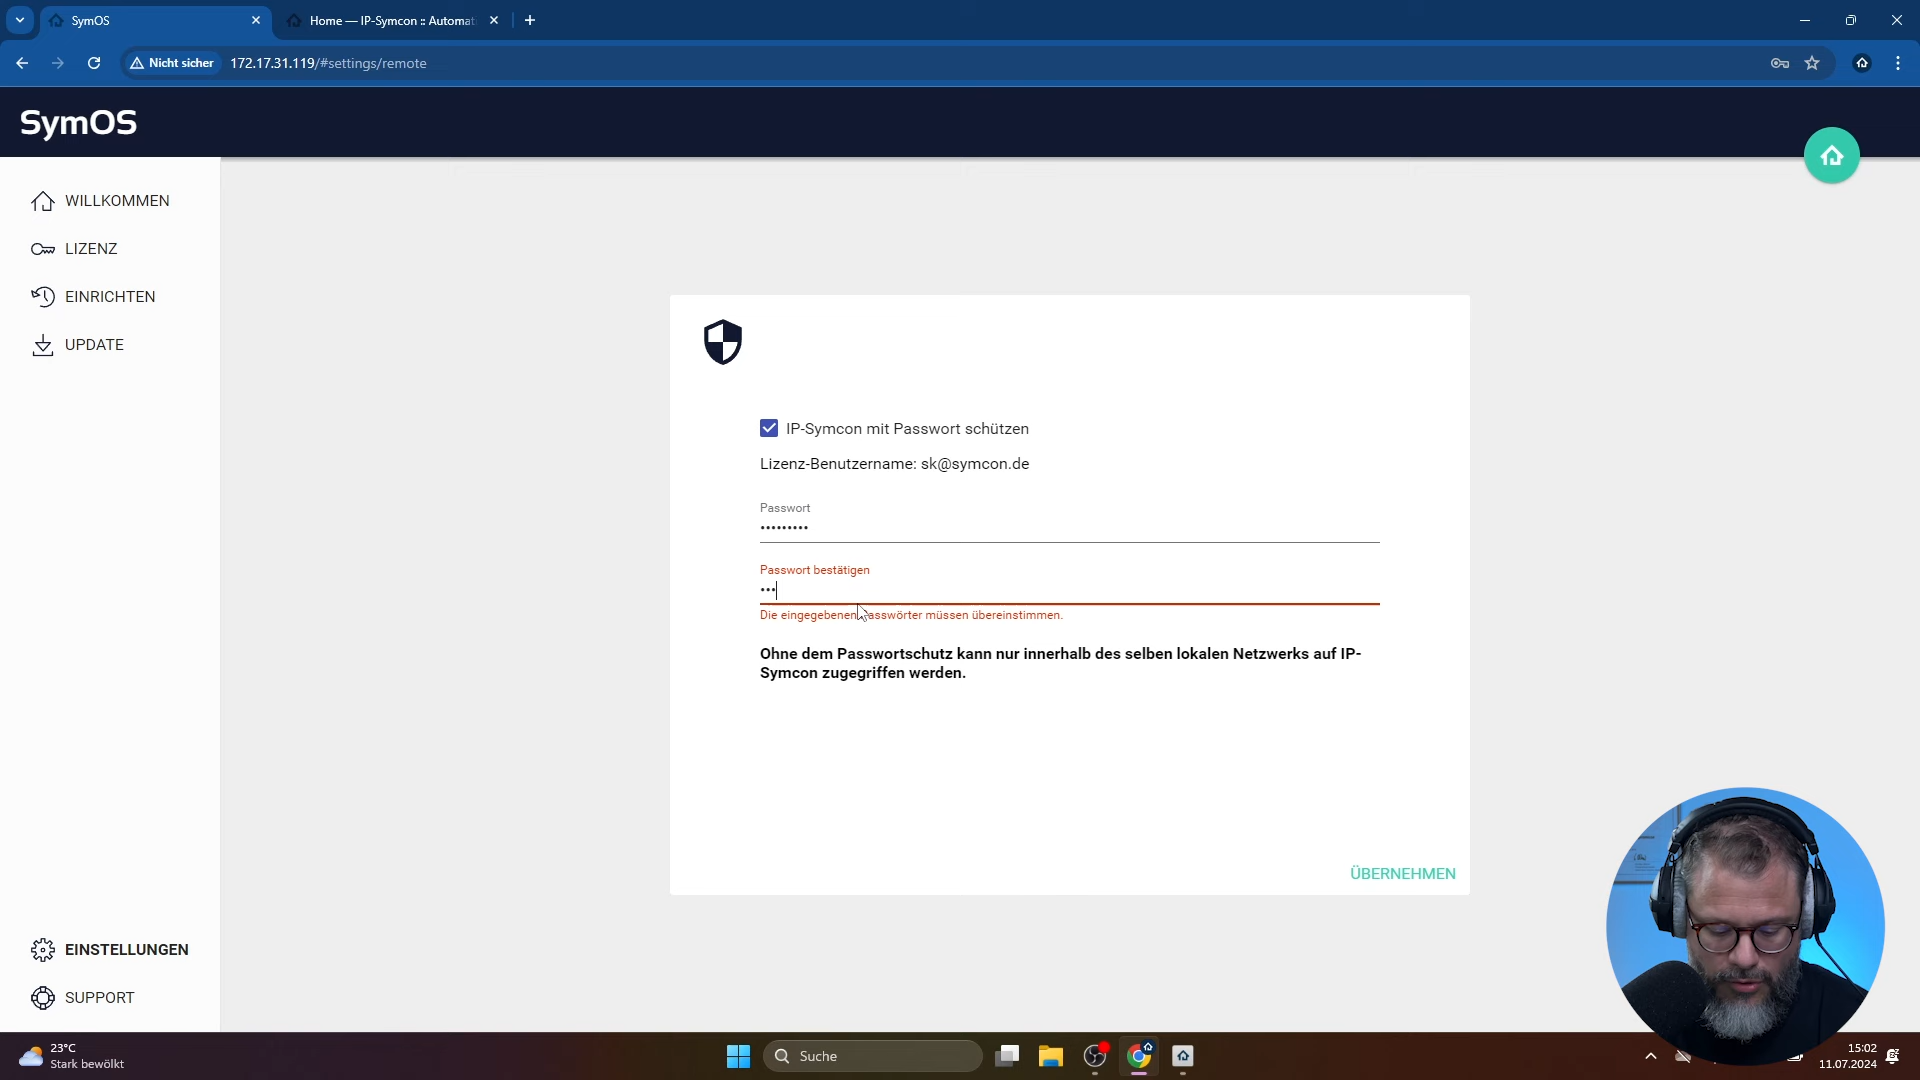 SymOS
Home — IP-Symcon :: Automat
Nicht sicher
172.17.31.119/#settings/remote
SymOS
WILLKOMMEN
LIZENZ
EINRICHTEN
UPDATE
IP-Symcon mit Passwort schützen
Lizenz-Benutzername: sk@symcon.de
Passwort
•••••••••
Passwort bestätigen
•••
Die eingegebenen Passwörter müssen übereinstimmen.
Ohne dem Passwortschutz kann nur innerhalb des selben lokalen Netzwerks auf IP-
Symcon zugegriffen werden.
ÜBERNEHMEN
EINSTELLUNGEN
SUPPORT
23°C
Stark bewölkt
Suche
15:02
11.07.2024